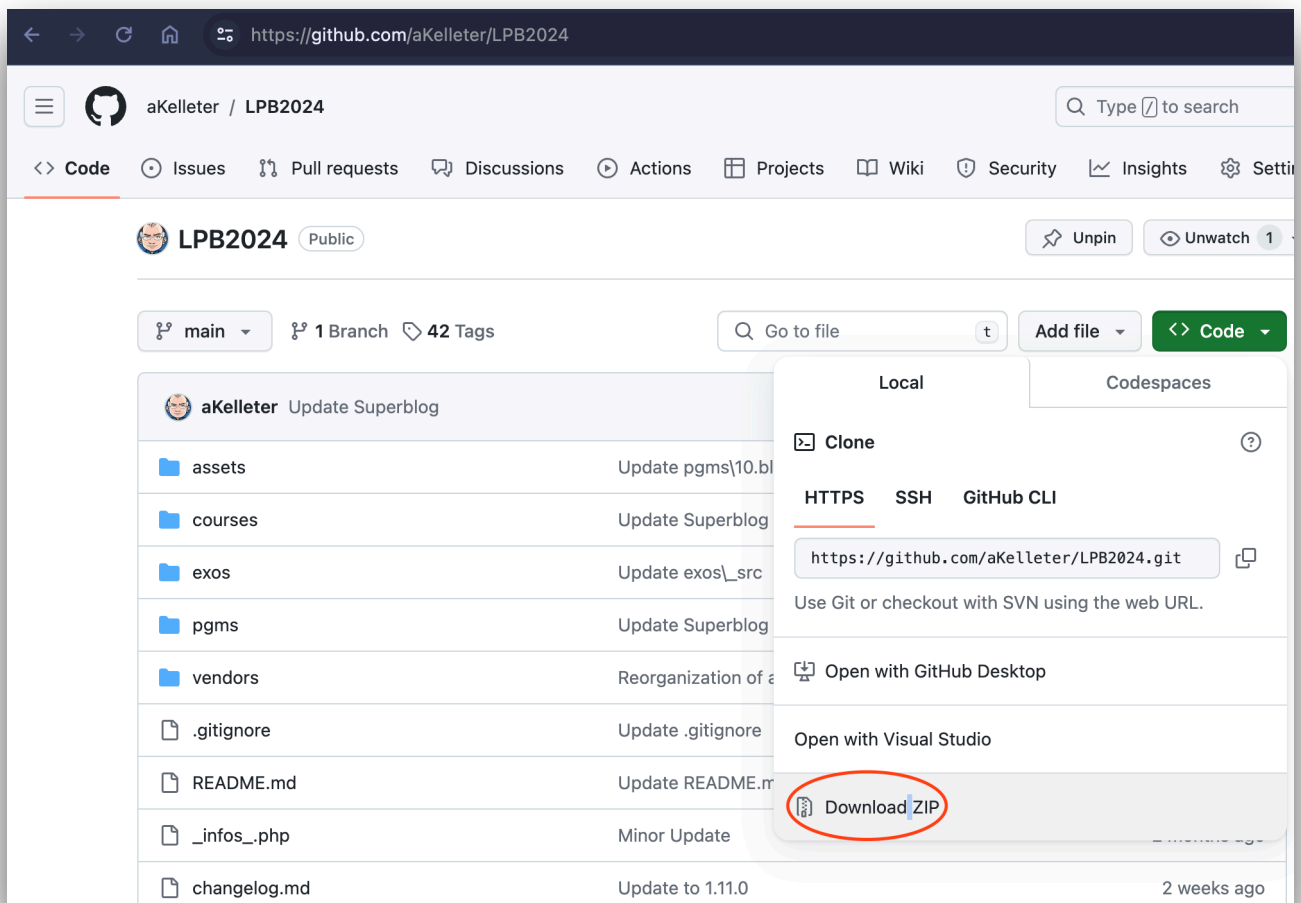 https://github.com/aKelleter/LPB2024
aKelleter / LPB2024
Type / to search
Code Issues Pull requests Discussions Actions Projects Wiki Security Insights Setti
LPB2024 Public
Unpin
Unwatch 1
main
1 Branch
42 Tags
Go to file
t
Add file
Code
Local
Codespaces
aKelleter Update Superblog
Clone
assets Update pgms\10.bl
HTTPS SSH GitHub CLI
courses Update Superblog
https://github.com/aKelleter/LPB2024.git
exos Update exos\_src
Use Git or checkout with SVN using the web URL.
pgms Update Superblog
vendors Reorganization of a
Open with GitHub Desktop
.gitignore Update .gitignore
Open with Visual Studio
README.md Update README.m
Download ZIP
_infos_.php Minor Update
2 months ago
changelog.md Update to 1.11.0 2 weeks ago